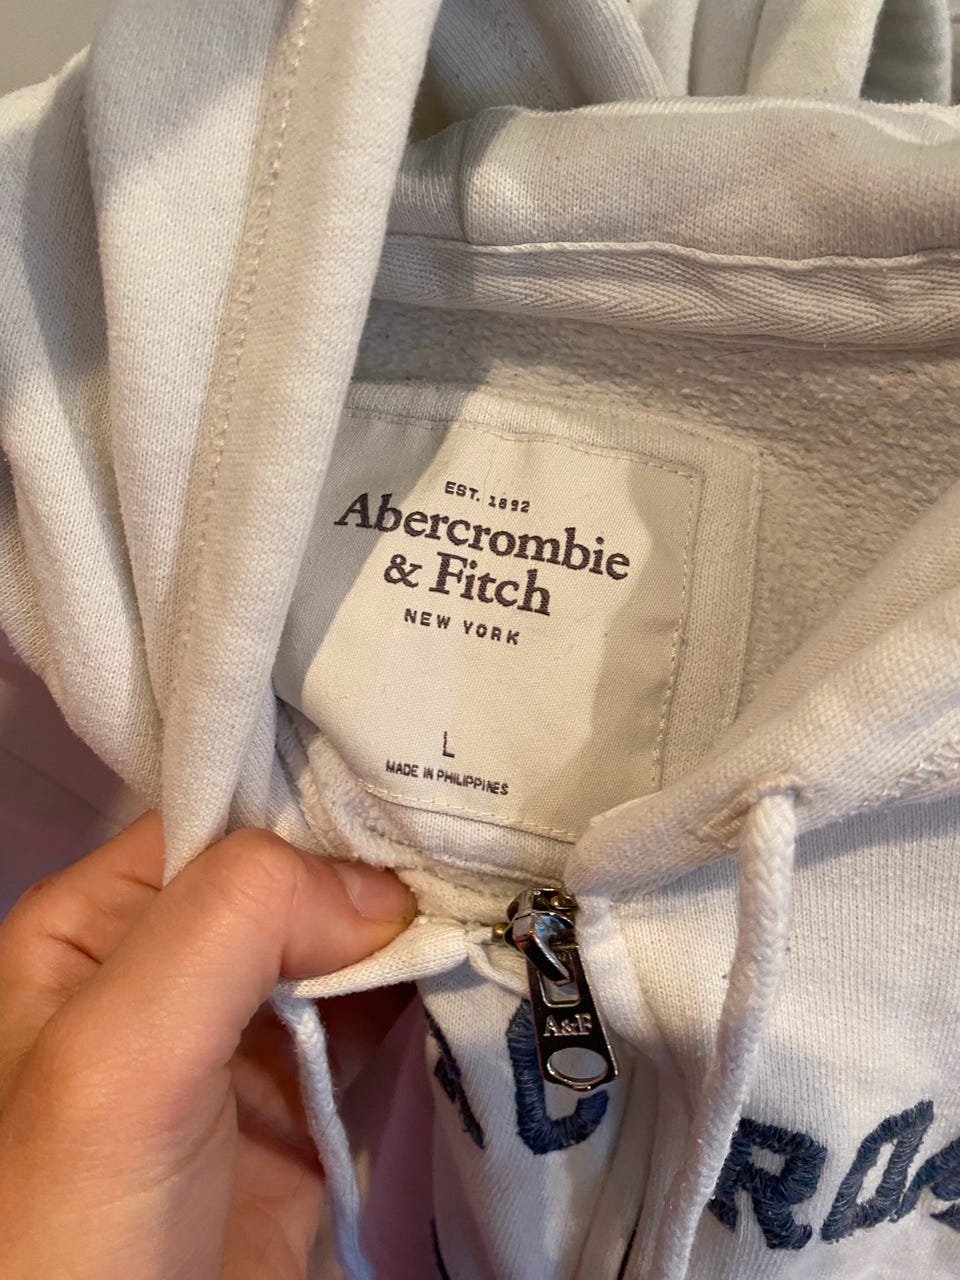 EST. 1892
Abercrombie
& Fitch
NEW YORK
L
MADE IN PHILIPPINES
A&F